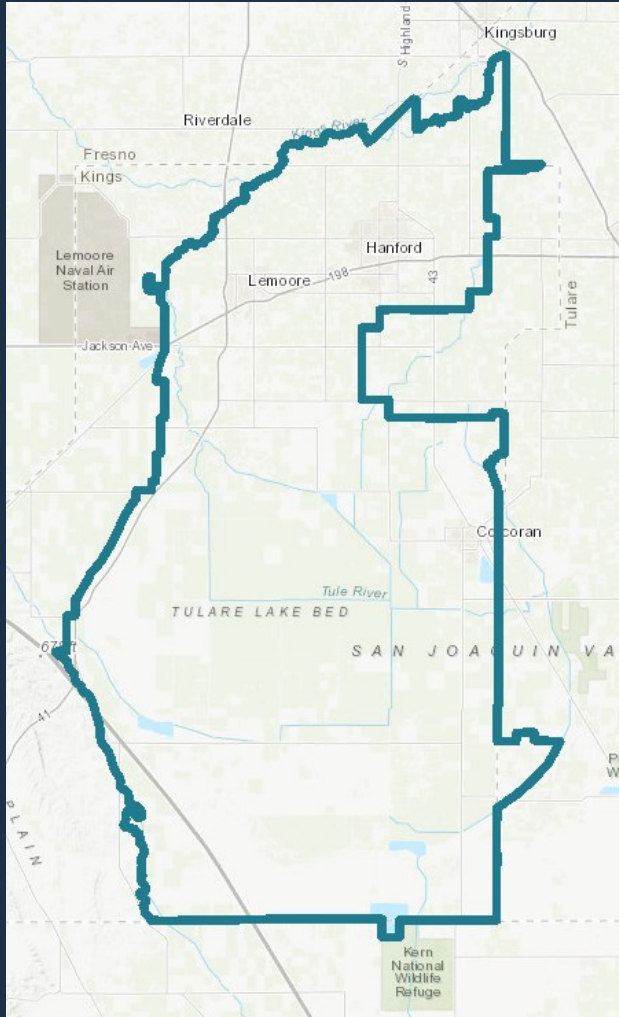 Kingsburg
S Highland
Riverdale
Kings River
Fresno
Kings
Lemoore
Naval Air
Station
Hanford
Lemoore
198
43
Tulare
Jackson Ave
Corcoran
Tule River
TULARE LAKE BED
SAN JOAQUIN VA
41
PLAIN
Kern
National
Wildlife
Refuge